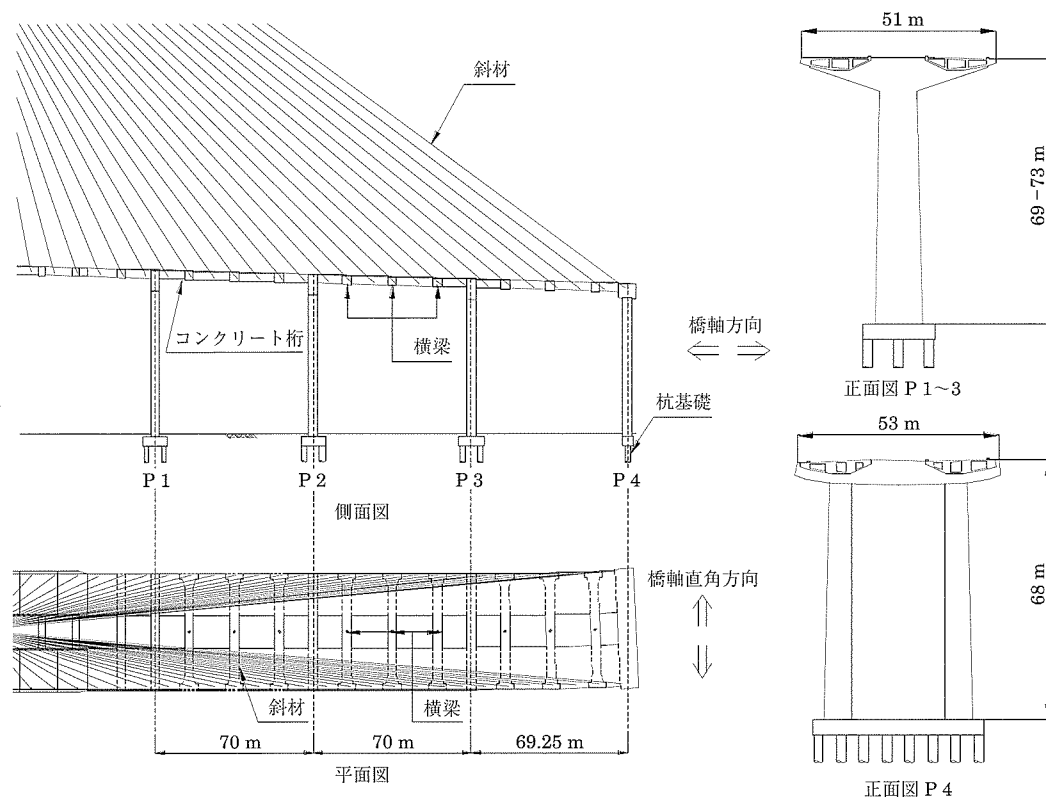 斜材
コンクリート桁
横梁
杭基礎
P 1
P 2
P 3
P 4
側面図
橋軸方向
斜材
横梁
70 m
70 m
69.25 m
平面図
橋軸直角方向
51 m
69－73 m
正面図 P 1～3
53 m
68 m
正面図 P 4